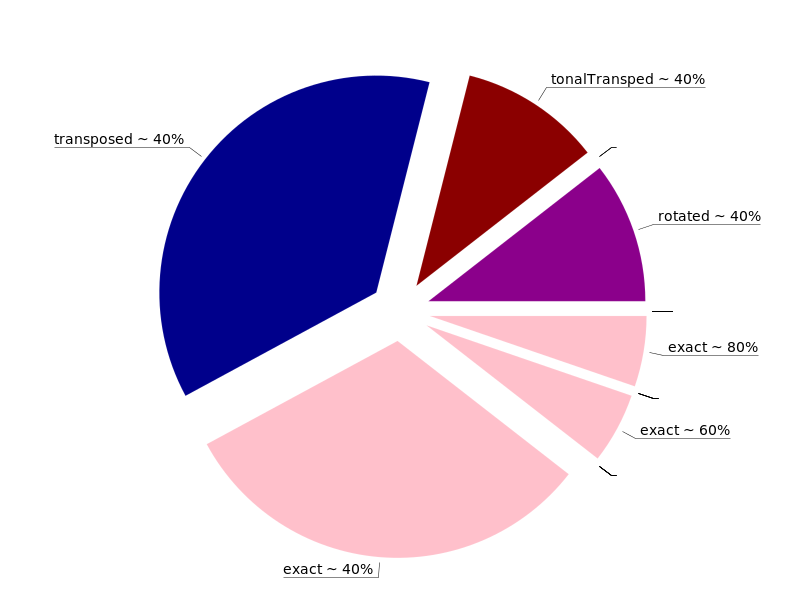 tonalTransped ~ 40%
transposed ~ 40%
rotated ~ 40%
exact ~ 80%
exact ~ 60%
exact ~ 40%